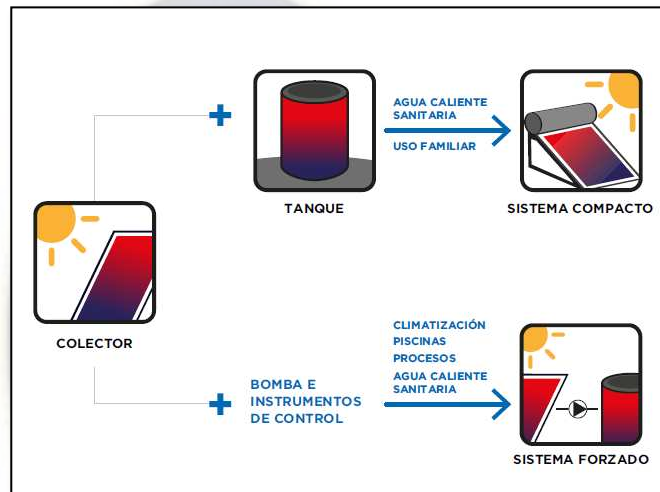 AGUA CALIENTE
SANITARIA
USO FAMILIAR
TANQUE
SISTEMA COMPACTO
COLECTOR
CLIMATIZACIÓN
PISCINAS
PROCESOS
AGUA CALIENTE
SANITARIA
BOMBA E
INSTRUMENTOS
DE CONTROL
SISTEMA FORZADO